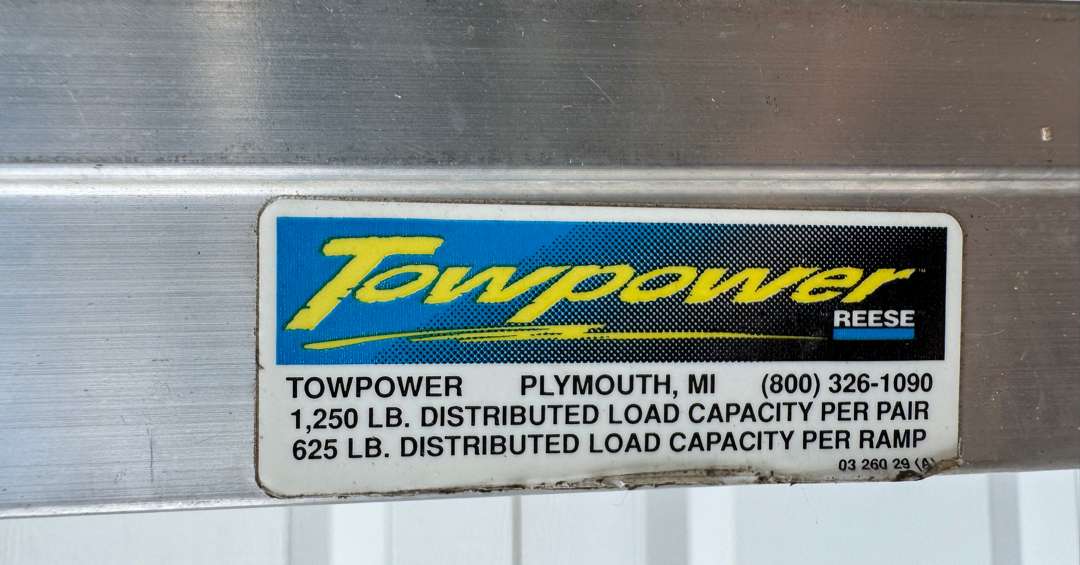 Towpower™
REESE
TOWPOWER PLYMOUTH, MI (800) 326-1090
1,250 LB. DISTRIBUTED LOAD CAPACITY PER PAIR
625 LB. DISTRIBUTED LOAD CAPACITY PER RAMP
03 260 29 (A)